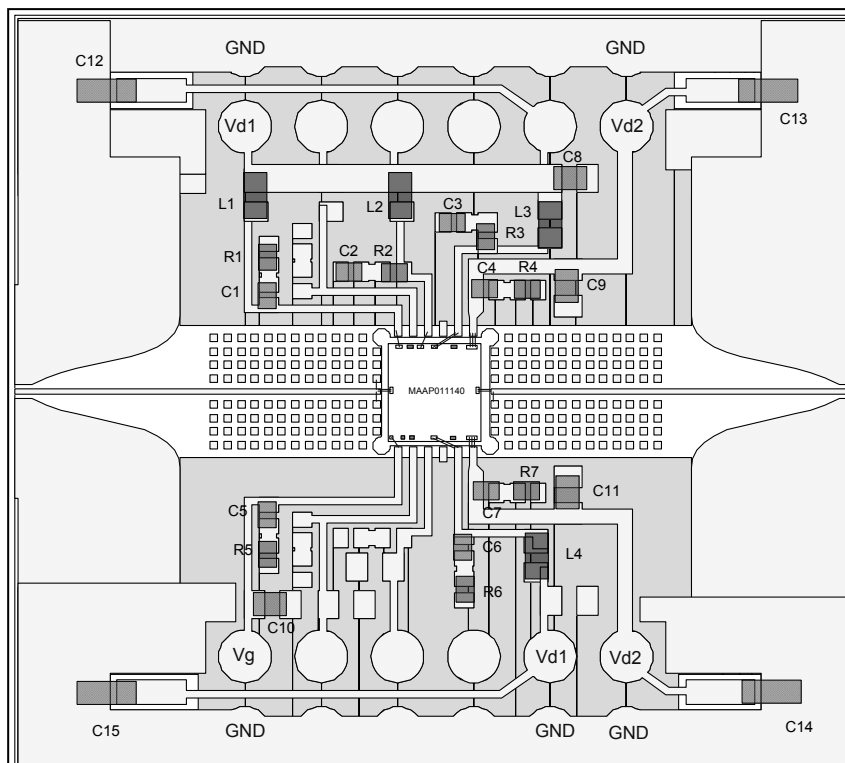 GND
GND
C12
C13
Vd1
Vd2
C8
L1
L2
C3
L3
R3
R1
C2
R2
C4
R4
C9
C1
MAAP011140
R7
C11
C7
C5
C6
L4
R5
R6
C10
Vg
Vd1
Vd2
C15
GND
GND
GND
C14